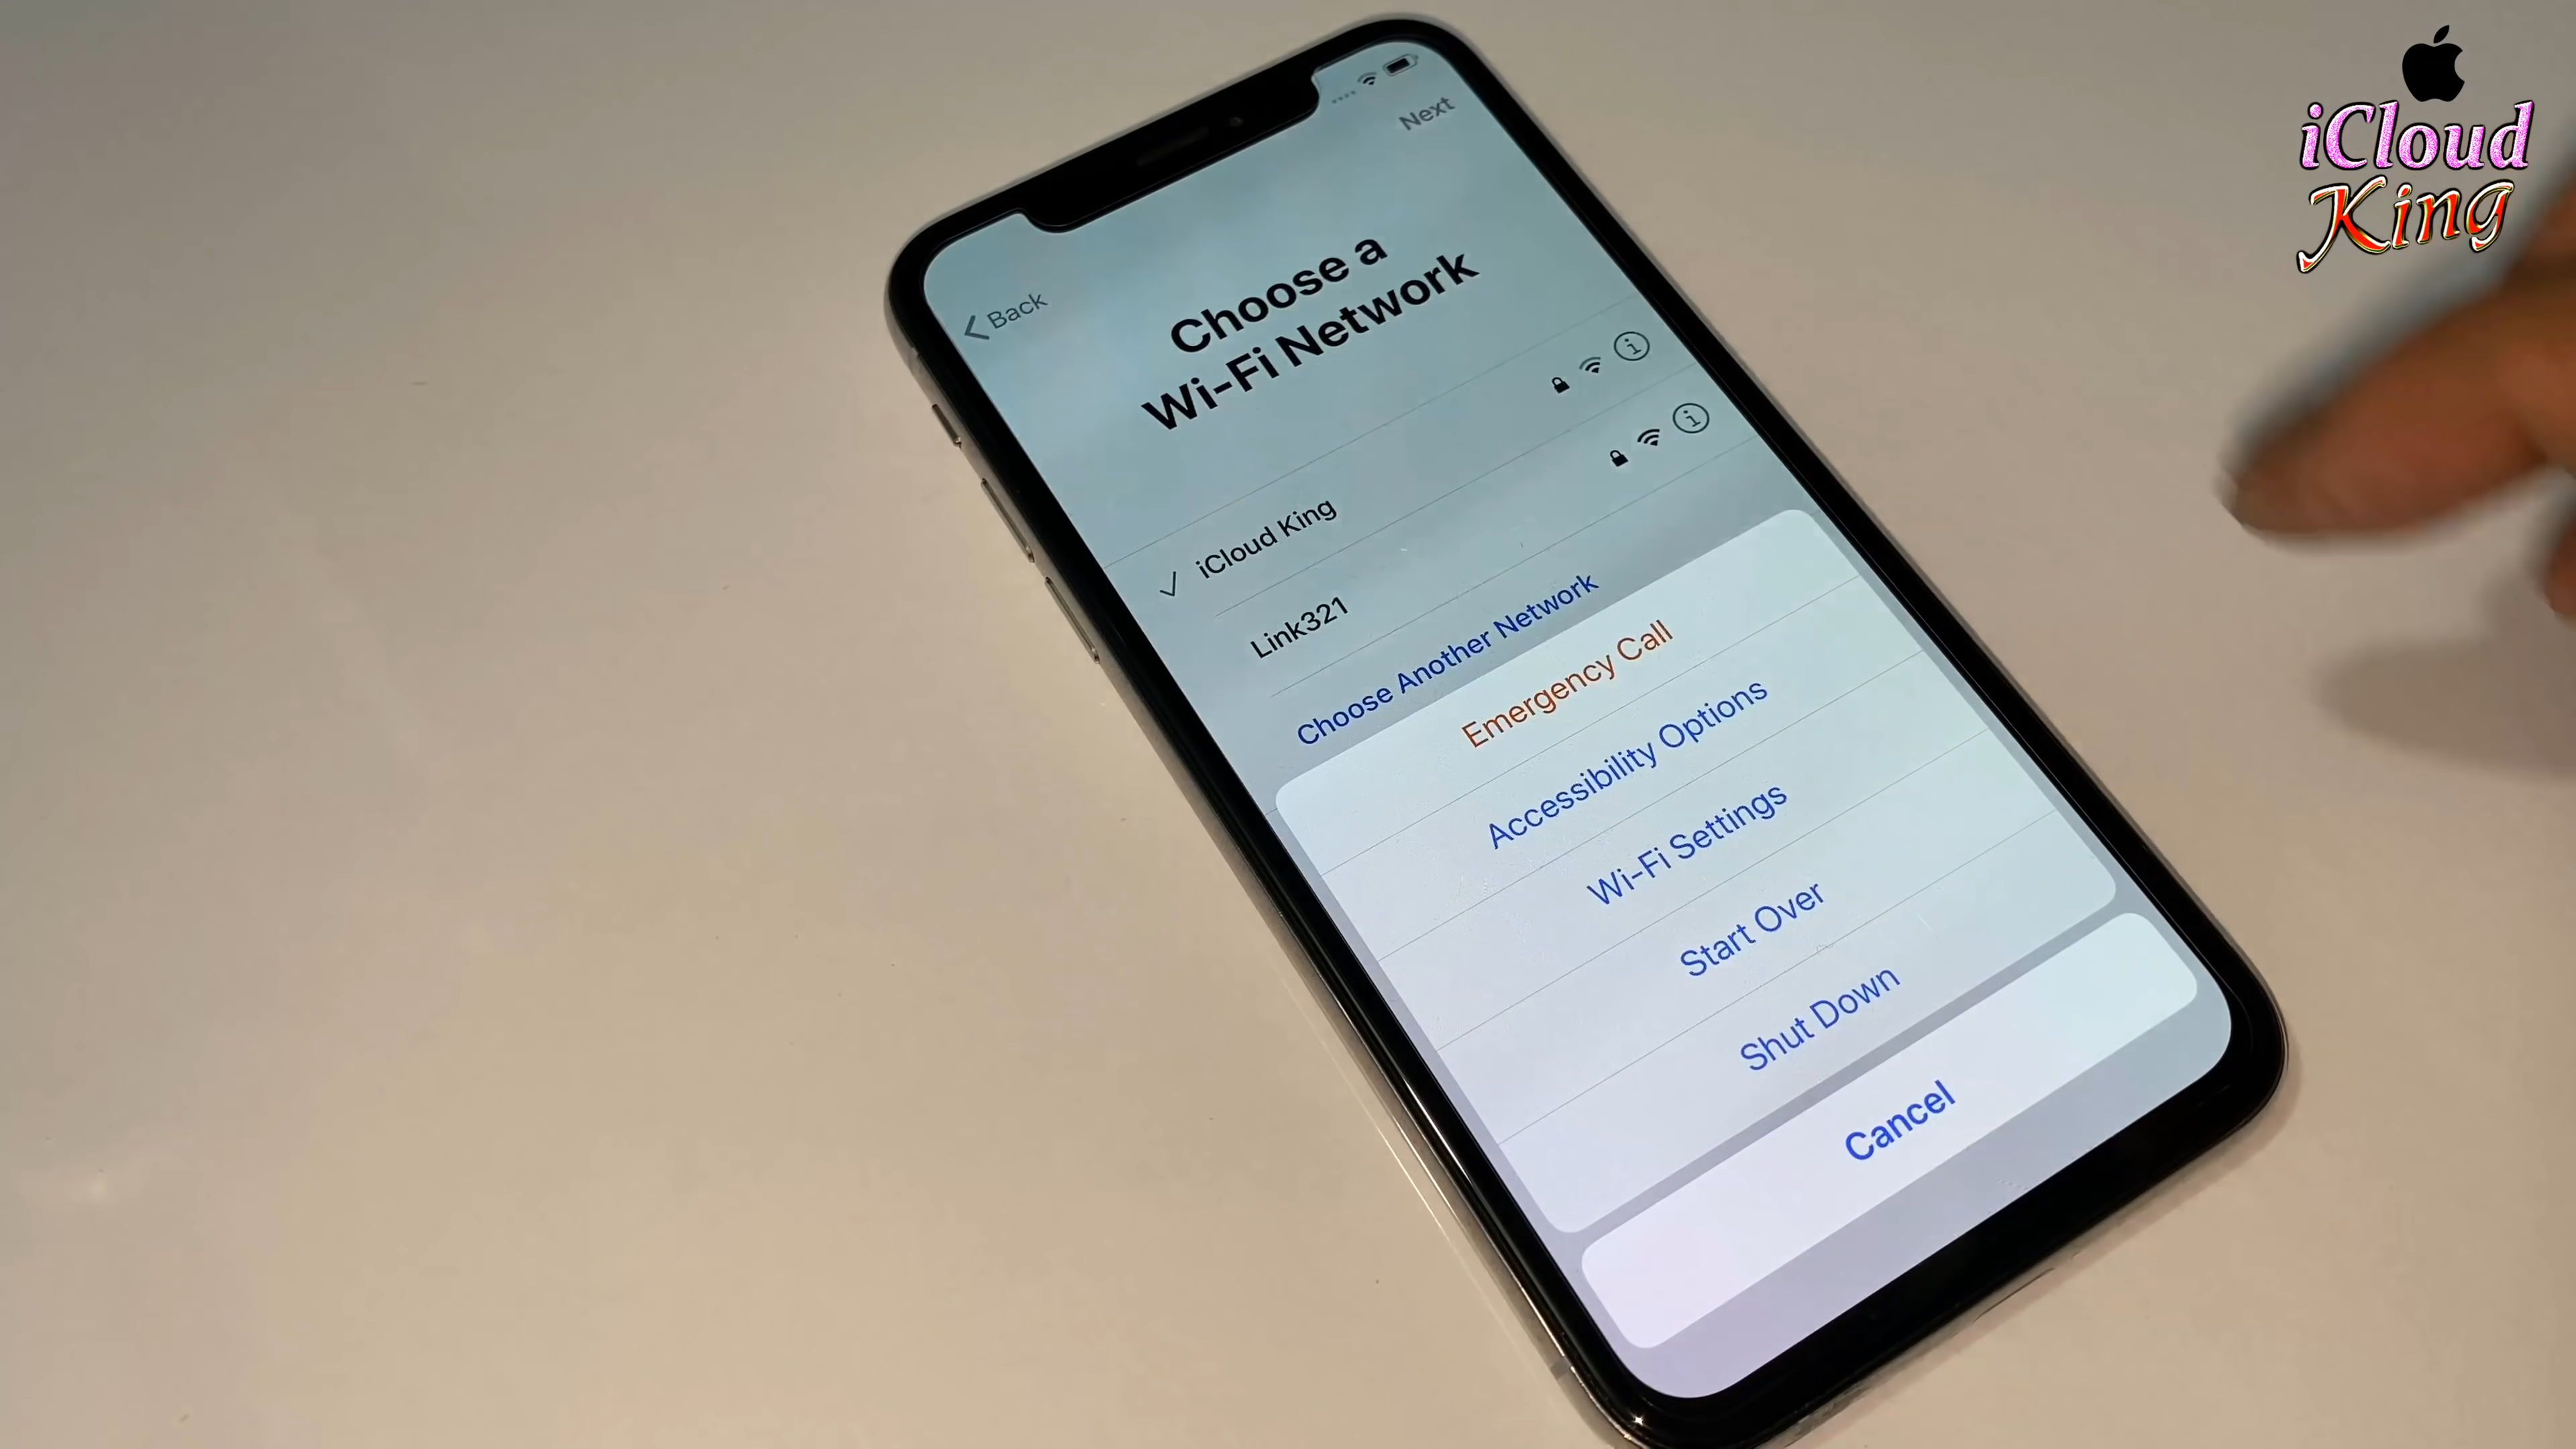 iCloud
King
Next
Back
Choose a
Wi-Fi Network
iCloud King
Link321
Choose Another Network
Emergency Call
Accessibility Options
Wi-Fi Settings
Start Over
Shut Down
Cancel